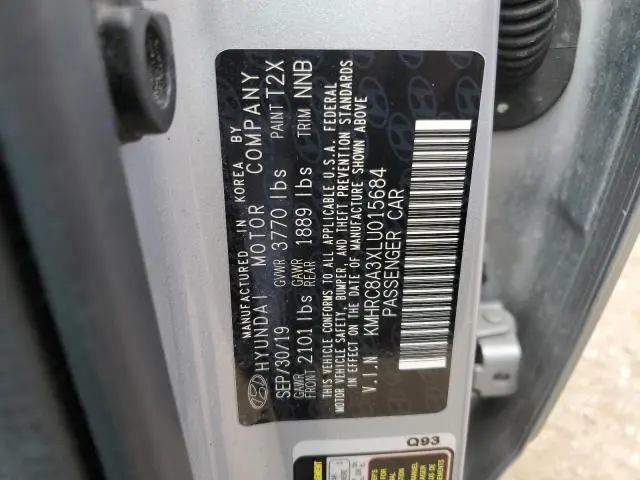 MANUFACTURED IN KOREA BY
HYUNDAI MOTOR COMPANY
SEP/30/19 GVWR 3770 lbs PAINT T2X
GAWR FRONT 2101 lbs GAWR REAR 1889 lbs TRIM NNB
THIS VEHICLE CONFORMS TO ALL APPLICABLE U.S.A. FEDERAL
MOTOR VEHICLE SAFETY, BUMPER, AND THEFT PREVENTION STANDARDS
IN EFFECT ON THE DATE OF MANUFACTURE SHOWN ABOVE
V.I.N KMHRC8A3XLU015684
PASSENGER CAR
Q93